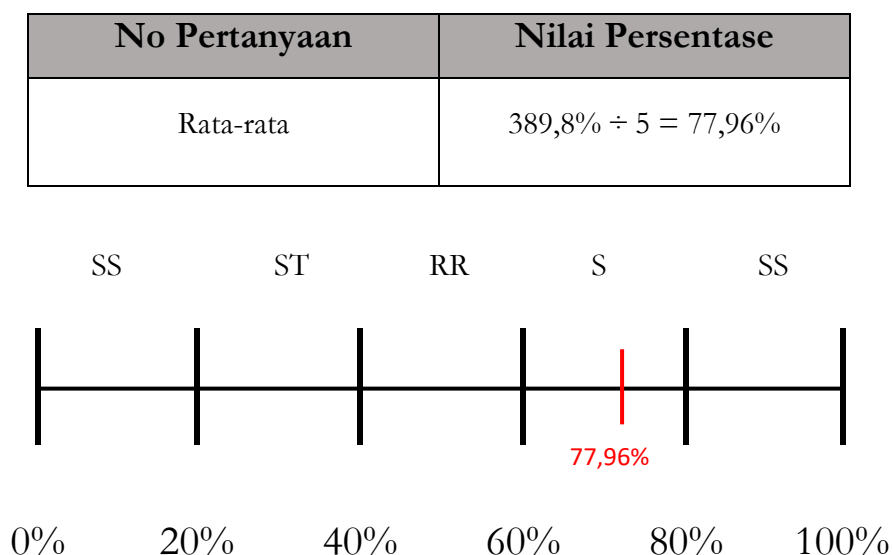 No Pertanyaan Nilai Persentase
Rata-rata 389,8% ÷ 5 = 77,96%
SS ST RR S SS
77,96%
0% 20% 40% 60% 80% 100%